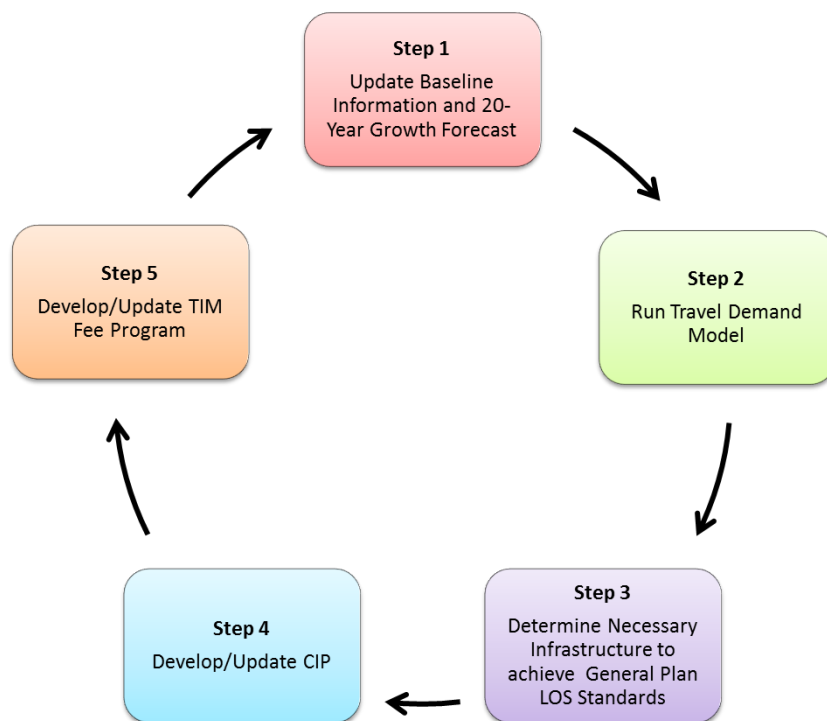 Step 1
Update Baseline
Information and 20-
Year Growth Forecast
Step 2
Run Travel Demand
Model
Step 3
Determine Necessary
Infrastructure to
achieve General Plan
LOS Standards
Step 4
Develop/Update CIP
Step 5
Develop/Update TIM
Fee Program